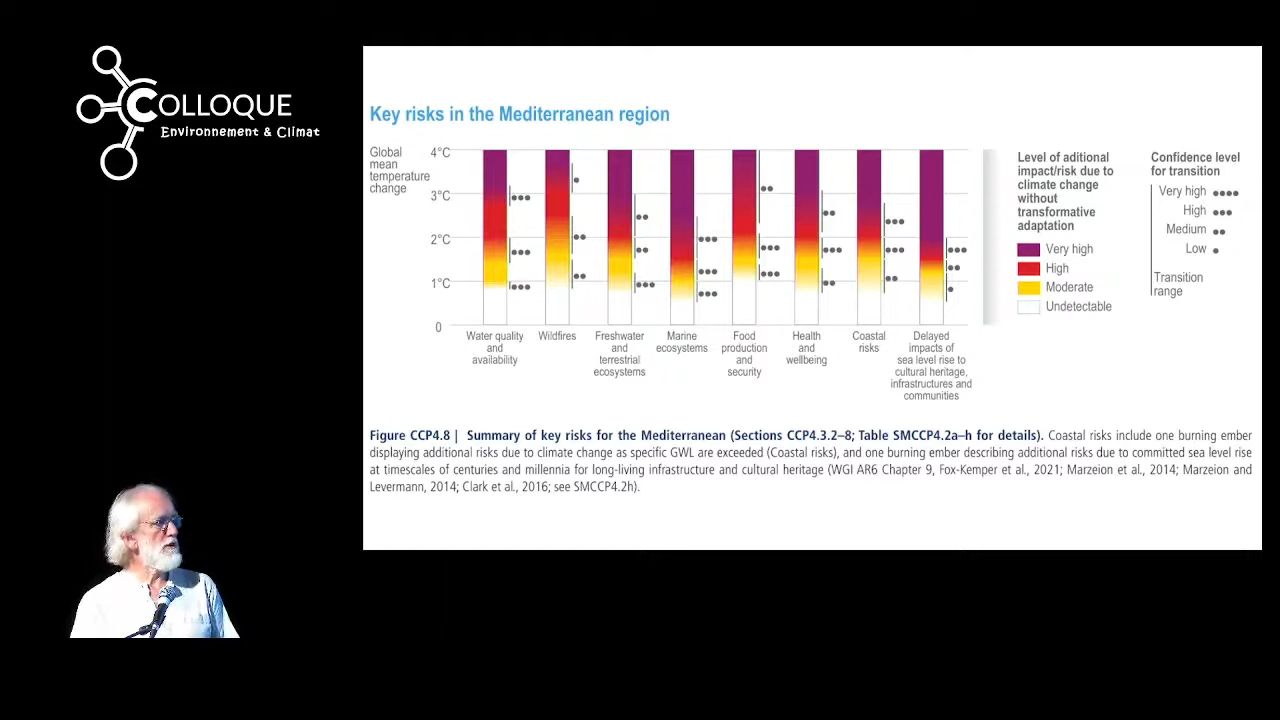 COLLOQUE
Environnement & Climat
Key risks in the Mediterranean region
Global
mean
temperature
change
4°C
3°C
2°C
1°C
0
Water quality
and
availability
Wildfires
Freshwater
and
terrestrial
ecosystems
Marine
ecosystems
Food
production
and
security
Health
and
wellbeing
Coastal
risks
Delayed
impacts of
sea level rise to
cultural heritage,
infrastructures and
communities
Level of aditional
impact/risk due to
climate change
without
transformative
adaptation
Very high
High
Moderate
Undetectable
Confidence level
for transition
Very high
High
Medium
Low
Transition
range
Figure CCP4.8 | Summary of key risks for the Mediterranean (Sections CCP4.3.2–8; Table SMCCP4.2a–h for details). Coastal risks include one burning ember
displaying additional risks due to climate change as specific GWL are exceeded (Coastal risks), and one burning ember describing additional risks due to committed sea level rise
at timescales of centuries and millennia for long-living infrastructure and cultural heritage (WGI AR6 Chapter 9, Fox-Kemper et al., 2021; Marzeion et al., 2014; Marzeion and
Levermann, 2014; Clark et al., 2016; see SMCCP4.2h).